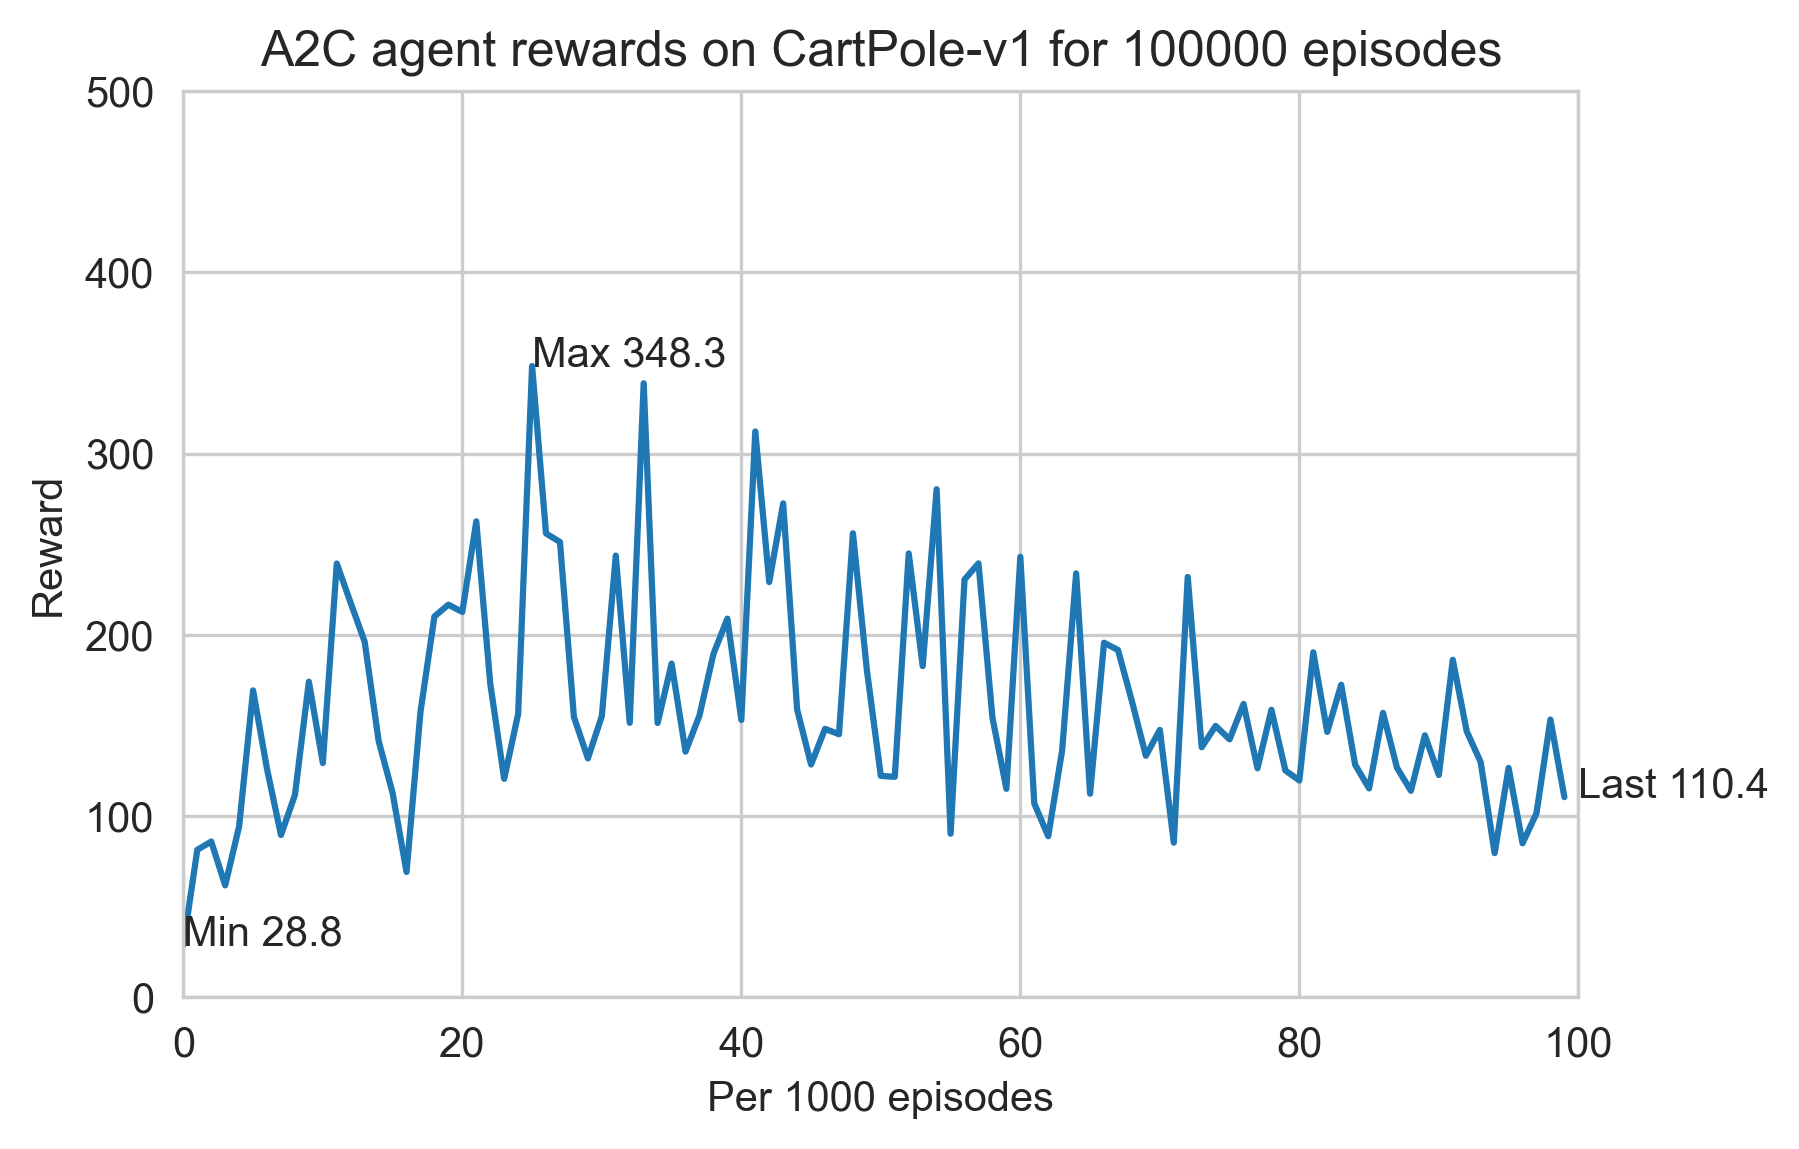 A2C agent rewards on CartPole-v1 for 100000 episodes
500
400
300
200
100
0
Reward
Max 348.3
Last 110.4
Min 28.8
0 20 40 60 80 100
Per 1000 episodes